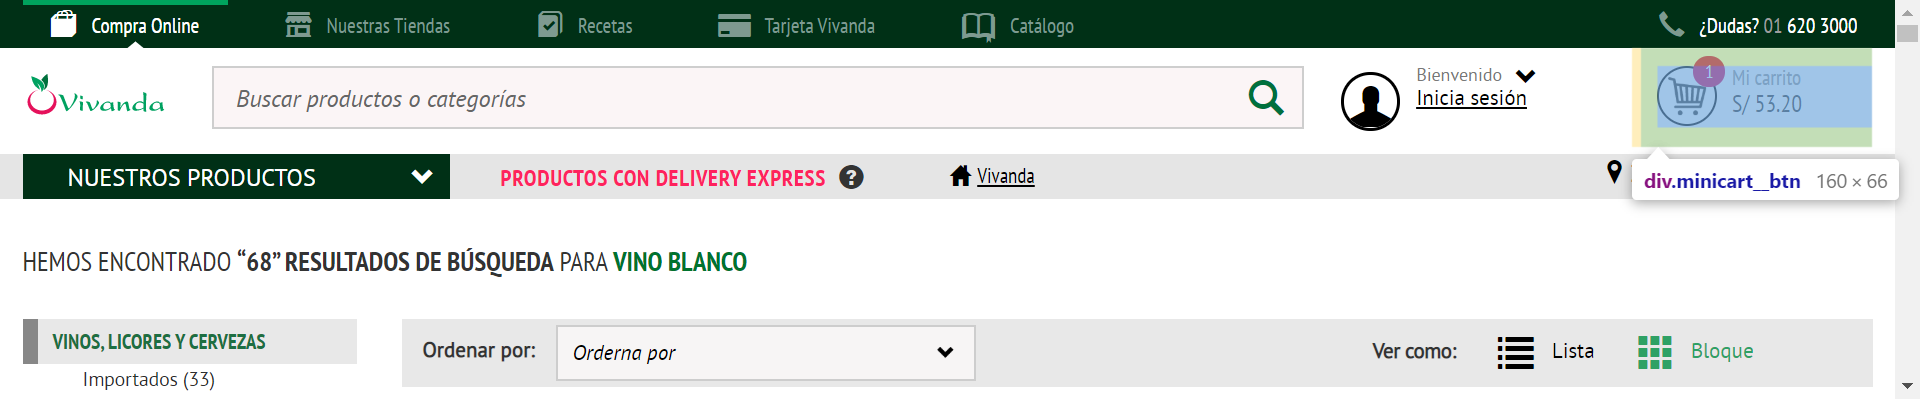 Compra Online
Nuestras Tiendas
Recetas
Tarjeta Vivanda
Catálogo
¿Dudas? 01 620 3000
Vivanda
Buscar productos o categorías
Bienvenido
Inicia sesión
1
Mi carrito
S/ 53.20
NUESTROS PRODUCTOS
PRODUCTOS CON DELIVERY EXPRESS ?
Vivanda
div.minicart__btn 160 × 66
HEMOS ENCONTRADO “68” RESULTADOS DE BÚSQUEDA PARA VINO BLANCO
VINOS, LICORES Y CERVEZAS
Importados (33)
Ordenar por:
Orderna por
Ver como:
Lista
Bloque